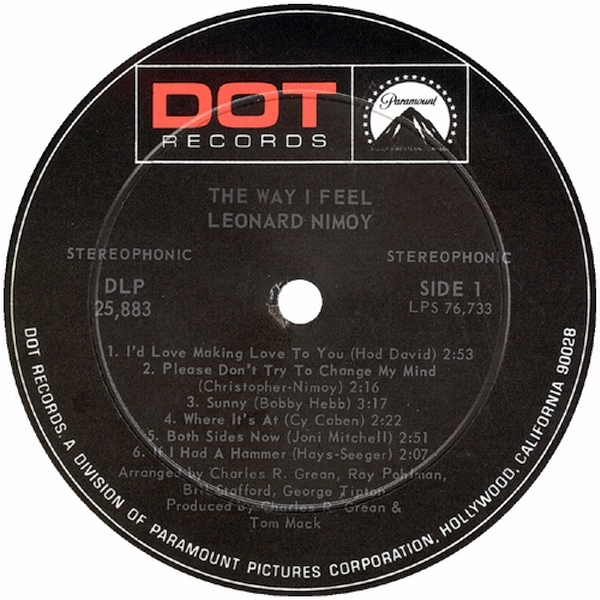 DOT
RECORDS
Paramount
THE WAY I FEEL
LEONARD NIMOY
STEREOPHONIC
STEREOPHONIC
DLP
25,883
SIDE 1
LPS 76,733
1. I'd Love Making Love To You (Hod David) 2:53
2. Please Don't Try To Change My Mind
(Christopher-Nimoy) 2:16
3. Sunny (Bobby Hebb) 3:17
4. Where It's At (Cy Coben) 2:22
5. Both Sides Now (Joni Mitchell) 2:51
6. If I Had A Hammer (Hays-Seeger) 2:07
Arranged by Charles R. Grean, Ray Pohlman,
Bill Stafford, George Tipton
Produced by Charles R. Grean &
Tom Mack
DOT RECORDS, A DIVISION OF PARAMOUNT PICTURES CORPORATION, HOLLYWOOD, CALIFORNIA 90028